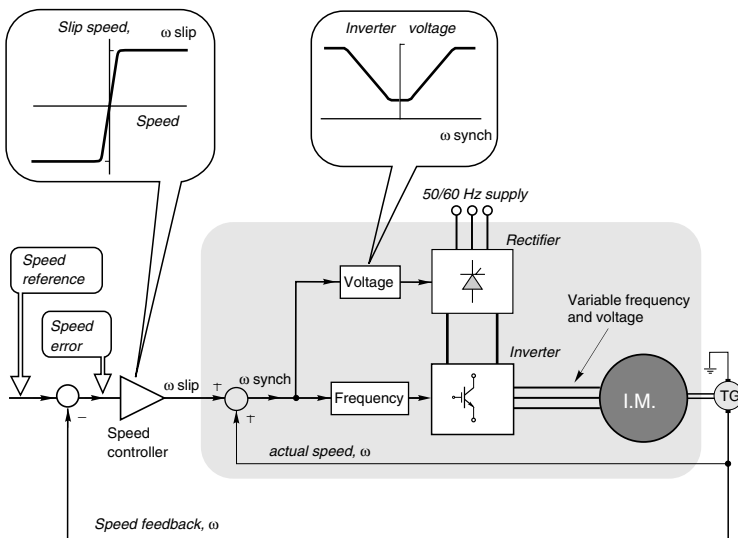 Slip speed, ω slip
Speed
Inverter voltage
ω synch
50/60 Hz supply
Rectifier
Speed
reference
Voltage
Variable frequency
and voltage
Speed
error
Inverter
ω slip
+
ω synch
Frequency
I.M.
TG
−
+
Speed
controller
actual speed, ω
Speed feedback, ω